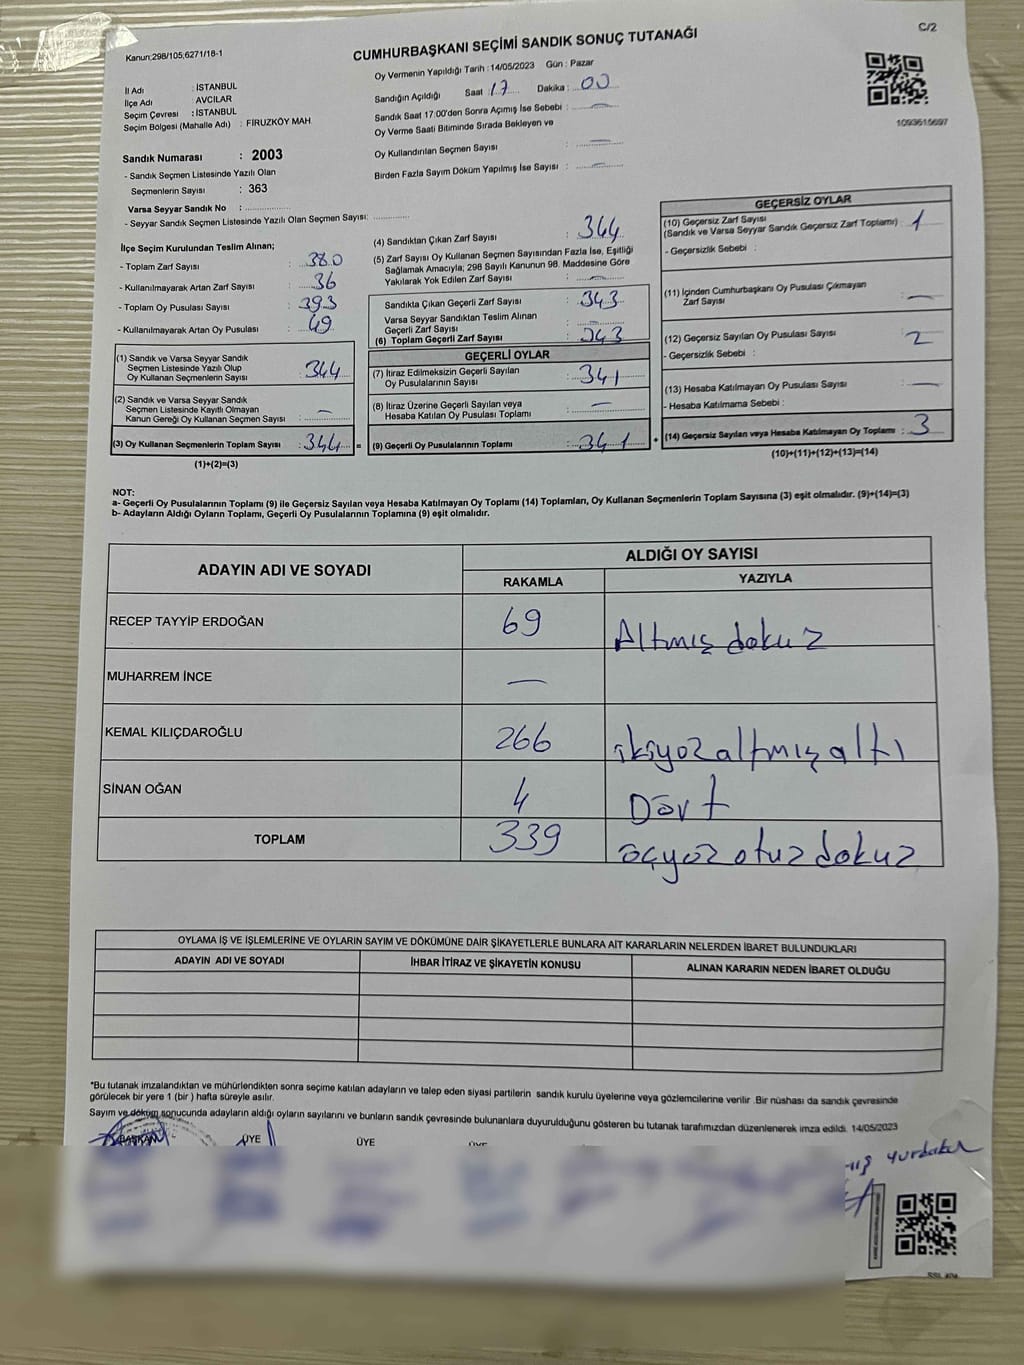 C/2
Kanun:298/105,6271/18-1
CUMHURBAŞKANI SEÇİMİ SANDIK SONUÇ TUTANAĞI
Oy Vermenin Yapıldığı Tarih :14/05/2023 Gün : Pazar
İl Adı : İSTANBUL
İlçe Adı : AVCILAR
Seçim Çevresi : İSTANBUL
Seçim Bölgesi (Mahalle Adı) : FİRUZKÖY MAH.
Sandığın Açıldığı Saat : 17 Dakika : 00
Sandık Saat 17:00'den Sonra Açımış İse Sebebi : —
Oy Verme Saati Bitiminde Sırada Bekleyen ve
Oy Kullandırılan Seçmen Sayısı : —
Birden Fazla Sayım Döküm Yapılmış İse Sayısı : —
1093615697
Sandık Numarası : 2003
- Sandık Seçmen Listesinde Yazılı Olan
Seçmenlerin Sayısı : 363
Varsa Seyyar Sandık No :
- Seyyar Sandık Seçmen Listesinde Yazılı Olan Seçmen Sayısı:
İlçe Seçim Kurulundan Teslim Alınan;
- Toplam Zarf Sayısı : 380
- Kullanılmayarak Artan Zarf Sayısı : 36
- Toplam Oy Pusulası Sayısı : 393
- Kullanılmayarak Artan Oy Pusulası : 49
(1) Sandık ve Varsa Seyyar Sandık
Seçmen Listesinde Yazılı Olup
Oy Kullanan Seçmenlerin Sayısı : 344
(2) Sandık ve Varsa Seyyar Sandık
Seçmen Listesinde Kayıtlı Olmayan
Kanun Gereği Oy Kullanan Seçmen Sayısı : —
(3) Oy Kullanan Seçmenlerin Toplam Sayısı : 344 =
(1)+(2)=(3)
(4) Sandıktan Çıkan Zarf Sayısı : 344
(5) Zarf Sayısı Oy Kullanan Seçmen Sayısından Fazla İse, Eşitliği
Sağlamak Amacıyla; 298 Sayılı Kanunun 98. Maddesine Göre
Yakılarak Yok Edilen Zarf Sayısı : —
Sandıkta Çıkan Geçerli Zarf Sayısı : 343
Varsa Seyyar Sandıktan Teslim Alınan
Geçerli Zarf Sayısı : —
(6) Toplam Geçerli Zarf Sayısı : 343
GEÇERLİ OYLAR
(7) İtiraz Edilmeksizin Geçerli Sayılan
Oy Pusulalarının Sayısı : 341
(8) İtiraz Üzerine Geçerli Sayılan veya
Hesaba Katılan Oy Pusulası Toplamı : —
(9) Geçerli Oy Pusulalarının Toplamı : 341 +
GEÇERSİZ OYLAR
(10) Geçersiz Zarf Sayısı
(Sandık ve Varsa Seyyar Sandık Geçersiz Zarf Toplamı) : 1
- Geçersizlik Sebebi :
(11) İçinden Cumhurbaşkanı Oy Pusulası Çıkmayan
Zarf Sayısı : —
(12) Geçersiz Sayılan Oy Pusulası Sayısı : 2
- Geçersizlik Sebebi :
(13) Hesaba Katılmayan Oy Pusulası Sayısı : —
- Hesaba Katılmama Sebebi :
(14) Geçersiz Sayılan veya Hesaba Katılmayan Oy Toplamı : 3
(10)+(11)+(12)+(13)=(14)
NOT:
a- Geçerli Oy Pusulalarının Toplamı (9) ile Geçersiz Sayılan veya Hesaba Katılmayan Oy Toplamı (14) Toplamları, Oy Kullanan Seçmenlerin Toplam Sayısına (3) eşit olmalıdır. (9)+(14)=(3)
b- Adayların Aldığı Oyların Toplamı, Geçerli Oy Pusulalarının Toplamına (9) eşit olmalıdır.
ADAYIN ADI VE SOYADI
ALDIĞI OY SAYISI
RAKAMLA YAZIYLA
RECEP TAYYİP ERDOĞAN 69 Altmış dokuz
MUHARREM İNCE —
KEMAL KILIÇDAROĞLU 266 ikiyüzaltmışaltı
SİNAN OĞAN 4 Dört
TOPLAM 339 üçyüz otuz dokuz
OYLAMA İŞ VE İŞLEMLERİNE VE OYLARIN SAYIM VE DÖKÜMÜNE DAİR ŞİKAYETLERLE BUNLARA AİT KARARLARIN NELERDEN İBARET BULUNDUKLARI
ADAYIN ADI VE SOYADI İHBAR İTİRAZ VE ŞİKAYETİN KONUSU ALINAN KARARIN NEDEN İBARET OLDUĞU
*Bu tutanak imzalandıktan ve mühürlendikten sonra seçime katılan adayların ve talep eden siyasi partilerin sandık kurulu üyelerine veya gözlemcilerine verilir .Bir nüshası da sandık çevresinde
görülecek bir yere 1 (bir ) hafta süreyle asılır.
Sayım ve döküm sonucunda adayların aldığı oyların sayılarını ve bunların sandık çevresinde bulunanlara duyurulduğunu gösteren bu tutanak tarafımızdan düzenlenerek imza edildi. 14/05/2023
BAŞKAN ÜYE ÜYE ÜYE